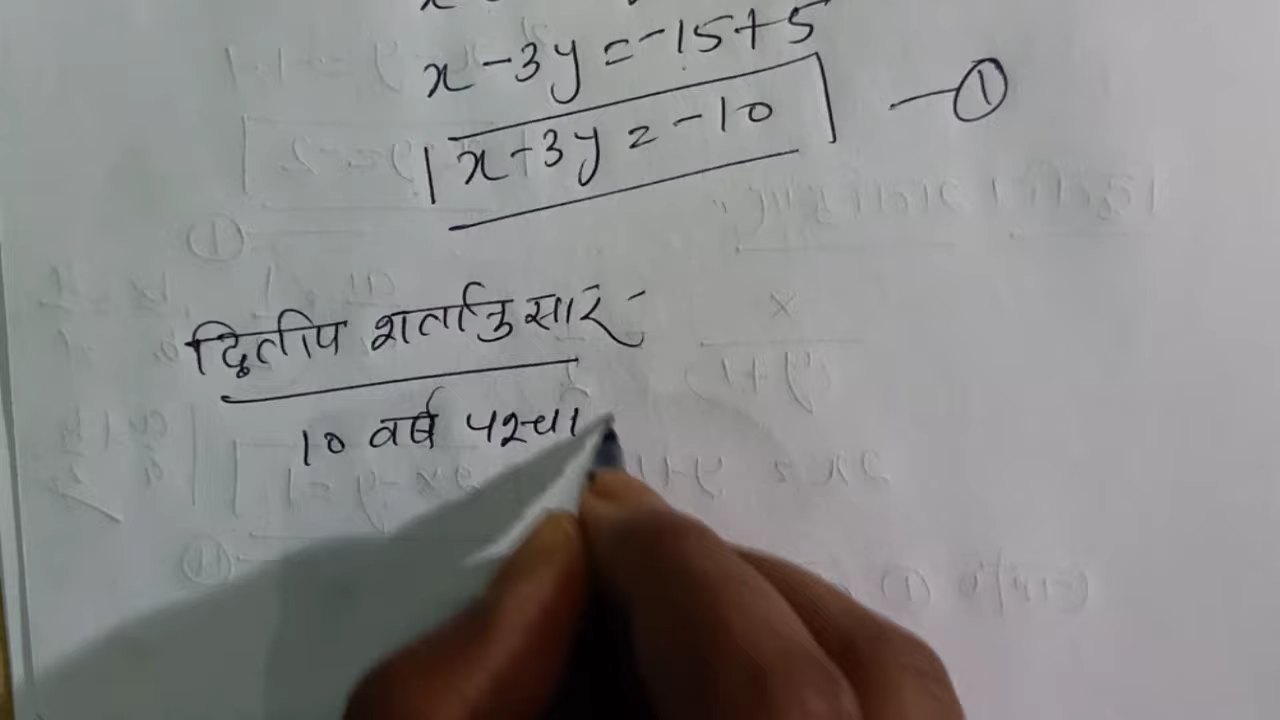 x-3y=-15+5
x-3y=-10 —①
द्वितीप शर्तानुसार-
10 वर्ष पश्चा